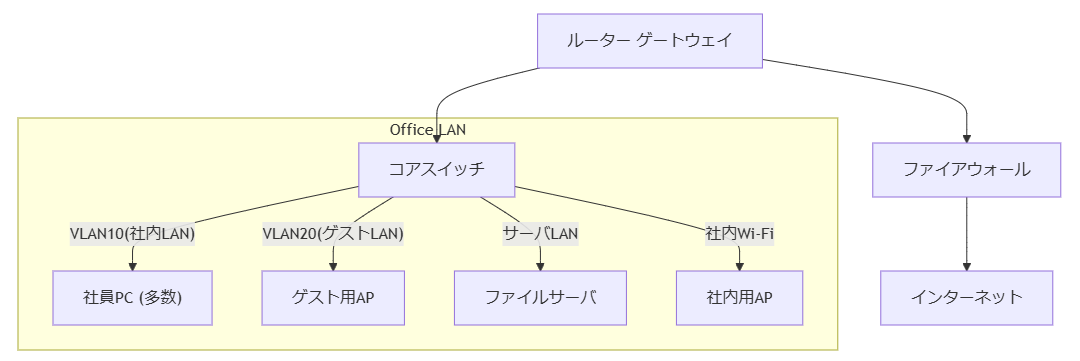 ルーター ゲートウェイ
Office LAN
コアスイッチ
ファイアウォール
VLAN10(社内LAN)
VLAN20(ゲストLAN)
サーバLAN
社内Wi-Fi
社員PC (多数)
ゲスト用AP
ファイルサーバ
社内用AP
インターネット